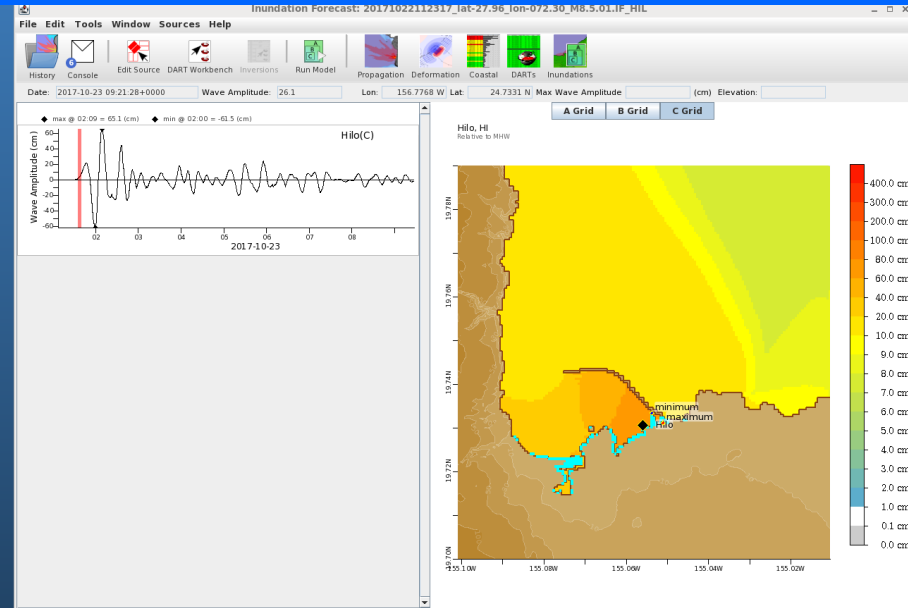 Inundation Forecast: 20171022112317_lat-27.96_lon-072.30_M8.5.01.IF_HIL
File Edit Tools Window Sources Help
6
History Console Edit Source DART Workbench Inversions Run Model Propagation Deformation Coastal DARTs Inundations
Date: 2017-10-23 09:21:28+0000 Wave Amplitude: 26.1 Lon: 156.7768 W Lat: 24.7331 N Max Wave Amplitude (cm) Elevation:
A Grid B Grid C Grid
max @ 02:09 = 65.1 (cm) min @ 02:00 = -61.5 (cm)
Hilo(C)
Wave Amplitude (cm)
60
40
20
0
-20
-40
-60
02 03 04 05 06 07 08
2017-10-23
Hilo, HI
Relative to MHW
19.78N
19.76N
19.74N
19.72N
19.70N
minimum
maximum
Hilo
155.10W 155.08W 155.06W 155.04W 155.02W
400.0 cm
300.0 cm
200.0 cm
100.0 cm
80.0 cm
60.0 cm
40.0 cm
20.0 cm
10.0 cm
9.0 cm
8.0 cm
7.0 cm
6.0 cm
5.0 cm
4.0 cm
3.0 cm
2.0 cm
1.0 cm
0.1 cm
0.0 cm